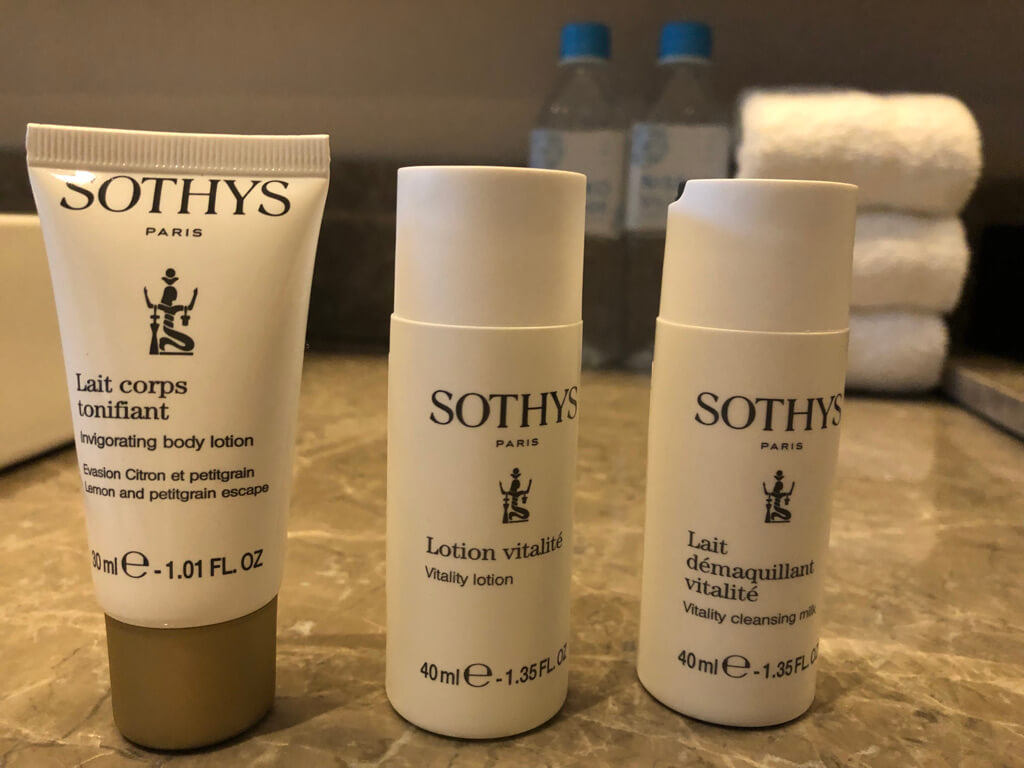 SOTHYS
PARIS
Lait corps
tonifiant
Invigorating body lotion
Evasion Citron et petitgrain
Lemon and petitgrain escape
30 ml e - 1.01 FL. OZ
SOTHYS
PARIS
Lotion vitalité
Vitality lotion
40 ml e - 1.35 FL. OZ
SOTHYS
PARIS
Lait
démaquillant
vitalité
Vitality cleansing milk
40 ml e - 1.35 FL. OZ